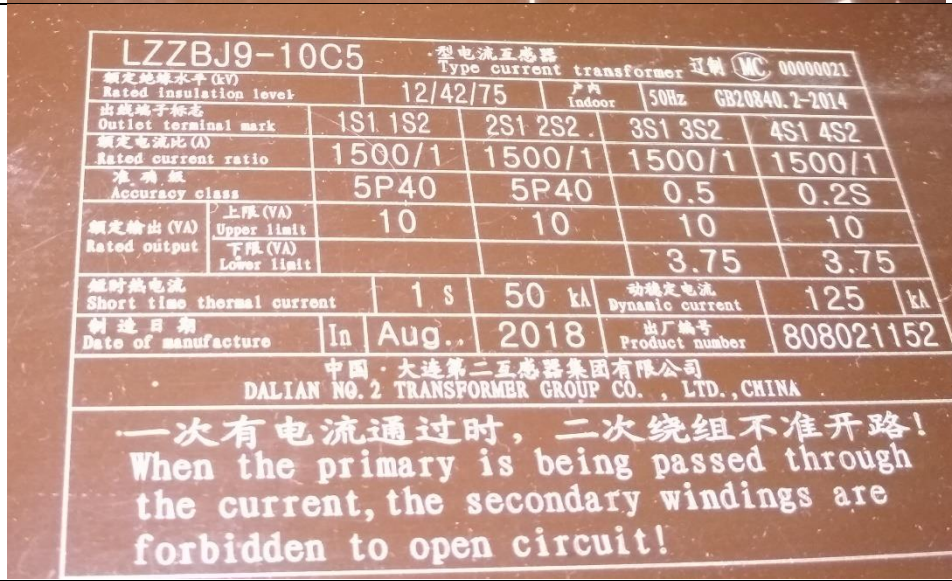 LZZBJ9-10C5 型电流互感器 Type current transformer 辽制 MC 00000021
额定绝缘水平(kV) Rated insulation level 12/42/75 户内 Indoor 50Hz GB20840.2-2014
出线端子标志 Outlet terminal mark 1S1 1S2 2S1 2S2 3S1 3S2 4S1 4S2
额定电流比(A) Rated current ratio 1500/1 1500/1 1500/1 1500/1
准确级 Accuracy class 5P40 5P40 0.5 0.2S
额定输出(VA) Rated output 上限(VA) Upper limit 10 10 10 10
下限(VA) Lower limit 3.75 3.75
短时热电流 Short time thermal current 1 S 50 kA 动稳定电流 Dynamic current 125 kA
制造日期 Date of manufacture In Aug.. 2018 出厂编号 Product number 808021152
中国·大连第二互感器集团有限公司
DALIAN NO.2 TRANSFORMER GROUP CO. , LTD.,CHINA
一次有电流通过时，二次绕组不准开路!
When the primary is being passed through
the current, the secondary windings are
forbidden to open circuit!